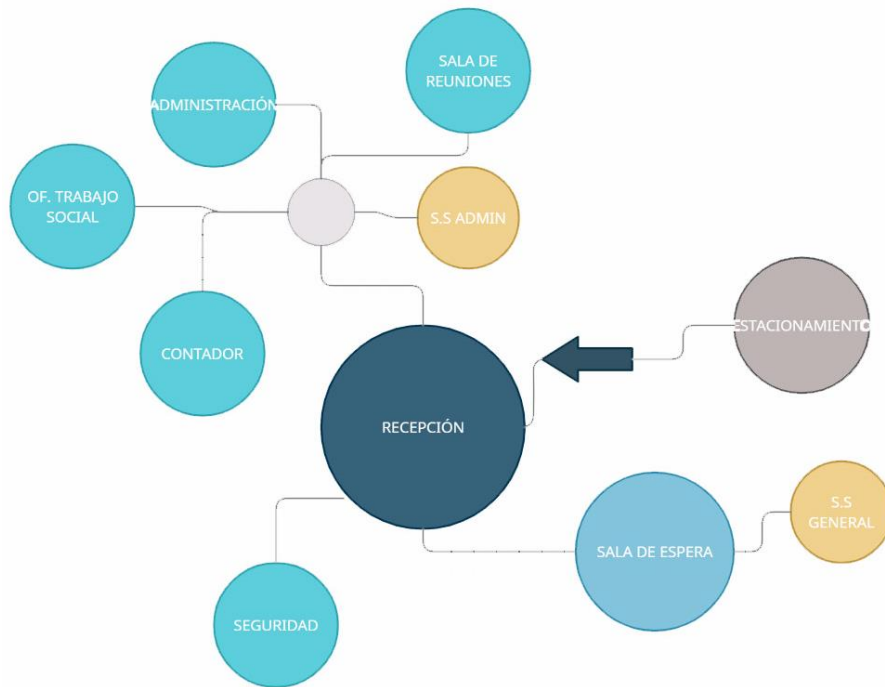 SALA DE
REUNIONES
ADMINISTRACIÓN
OF. TRABAJO
SOCIAL
S.S ADMIN
ESTACIONAMIENTO
CONTADOR
RECEPCIÓN
S.S
GENERAL
SALA DE ESPERA
SEGURIDAD